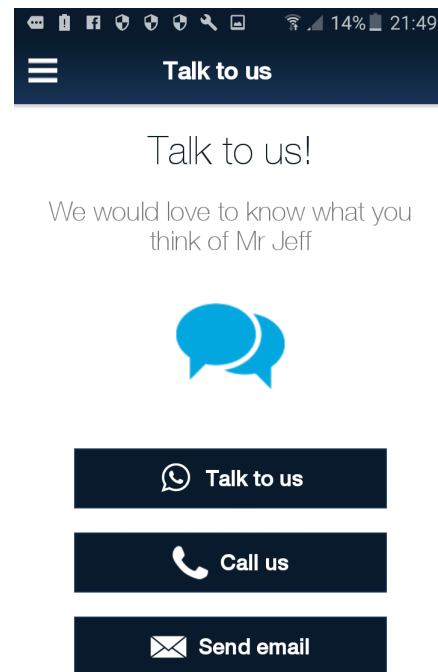 14% 21:49
Talk to us
Talk to us!
We would love to know what you
think of Mr Jeff
Talk to us
Call us
Send email